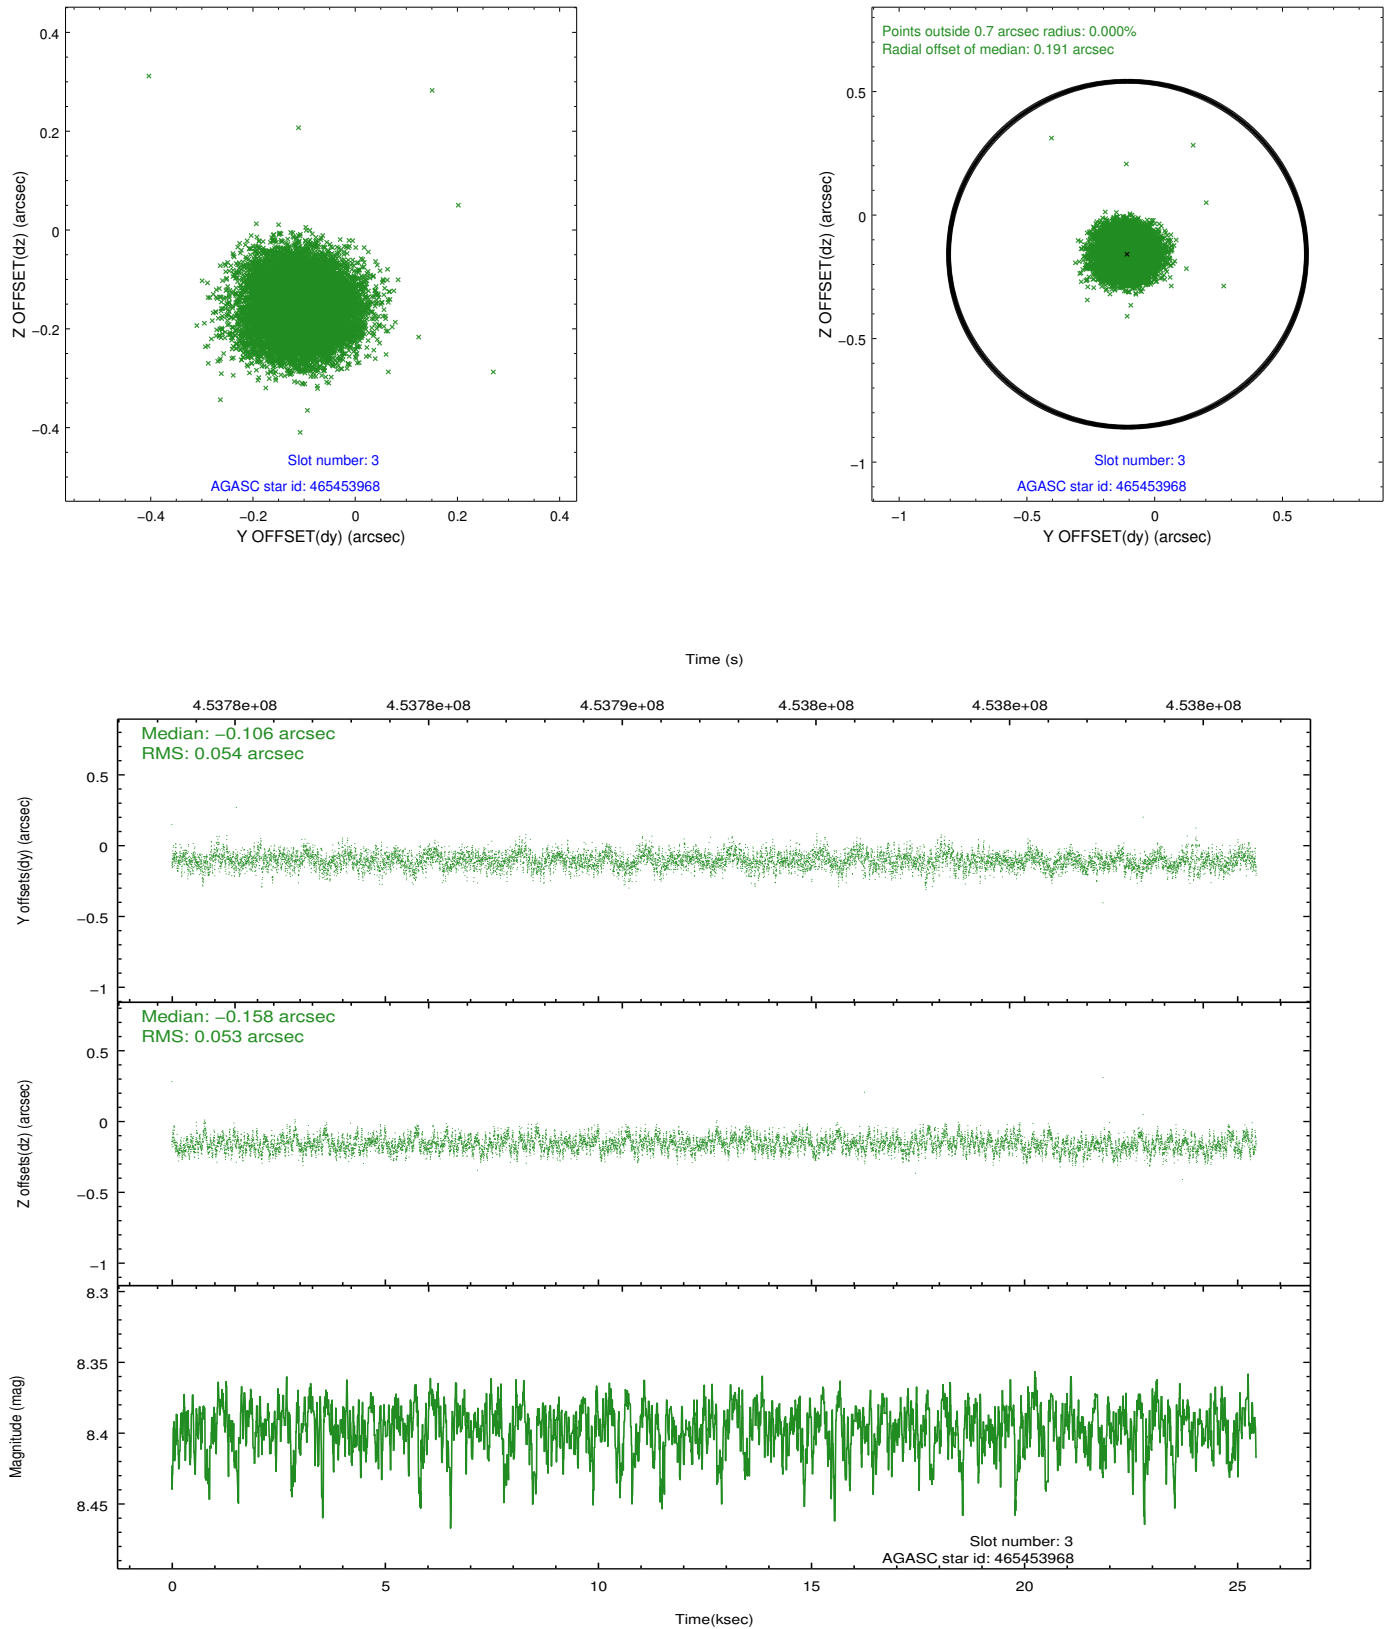 0.4
0.2
0
−0.2
−0.4
Z OFFSET(dz) (arcsec)
Slot number: 3
AGASC star id: 465453968
−0.4
−0.2
0
0.2
0.4
Y OFFSET(dy) (arcsec)
Points outside 0.7 arcsec radius: 0.000%
Radial offset of median: 0.191 arcsec
0.5
0
−0.5
−1
Z OFFSET(dz) (arcsec)
Slot number: 3
AGASC star id: 465453968
−1
−0.5
0
0.5
Y OFFSET(dy) (arcsec)
Time (s)
4.5378e+08
4.5378e+08
4.5379e+08
4.538e+08
4.538e+08
4.538e+08
Median: −0.106 arcsec
RMS: 0.054 arcsec
0.5
0
−0.5
−1
Y offsets(dy) (arcsec)
Median: −0.158 arcsec
RMS: 0.053 arcsec
0.5
0
−0.5
−1
Z offsets(dz) (arcsec)
8.3
8.35
8.4
8.45
Magnitude (mag)
Slot number: 3
AGASC star id: 465453968
0
5
10
15
20
25
Time(ksec)